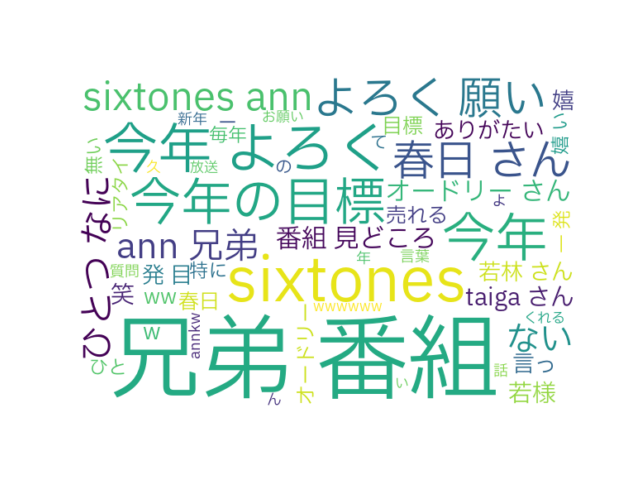 sixtones ann よろく 願い 嬉
新年 ー お願い
今年 よろく 毎年 目標 ありがたい 嬉 い
無い リアタイ 久 放送 の て 春日 さん
なに 今年の目標 オードリー さん
売れる ょ 一 発
ann 兄弟 番組 見どころ 今年
ひとつ 質問 発 目 特に 年 言葉 若林 さん
笑 ww 春日 sixtones taiga さん
w annkw オードリー wwwwww くれる
兄弟 番組 ない
ひと 言っ
話 い 若様
ん